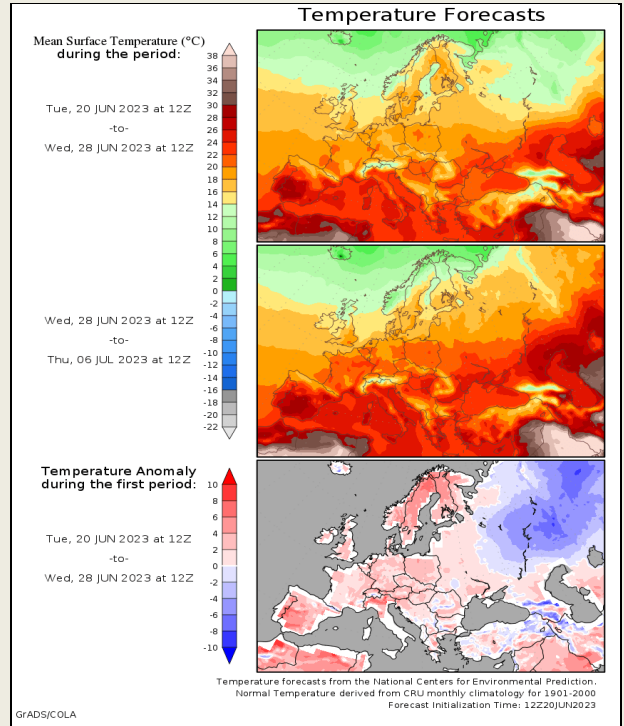 Temperature Forecasts
Mean Surface Temperature (°C)
during the period:
Tue, 20 JUN 2023 at 12Z
-to-
Wed, 28 JUN 2023 at 12Z
38
36
34
32
30
28
26
24
22
20
18
16
14
12
10
8
6
4
2
0
-2
-4
-6
-8
-10
-12
-14
-16
-18
-20
-22
Wed, 28 JUN 2023 at 12Z
-to-
Thu, 06 JUL 2023 at 12Z
Temperature Anomaly
during the first period:
Tue, 20 JUN 2023 at 12Z
-to-
Wed, 28 JUN 2023 at 12Z
10
8
6
4
2
0
-2
-4
-6
-8
-10
Temperature forecasts from the National Centers for Environmental Prediction.
Normal Temperature derived from CRU monthly climatology for 1901-2000
Forecast Initialization Time: 12Z20JUN2023
GrADS/COLA